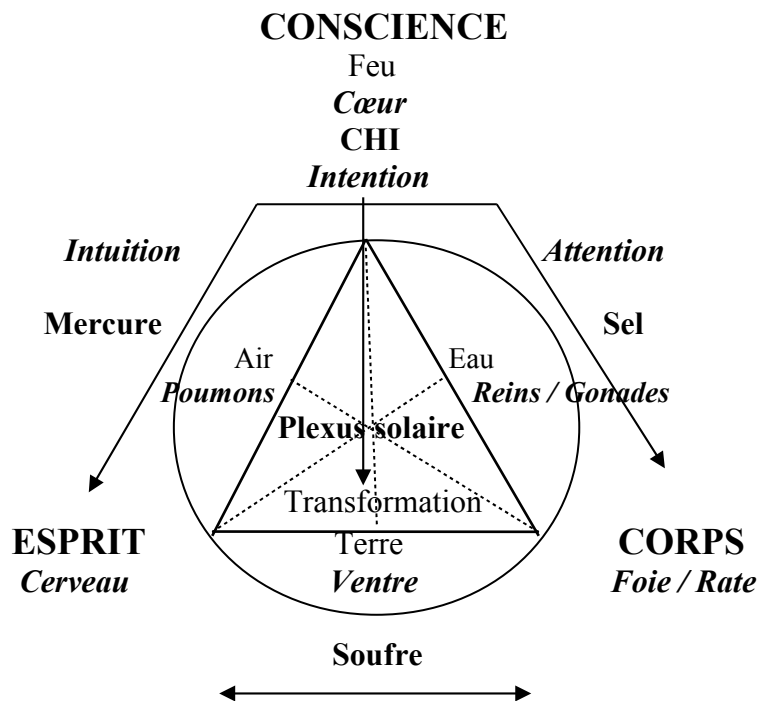 CONSCIENCE
Feu
Cœur
CHI
Intention
Intuition
Attention
Mercure
Sel
Air
Eau
Poumons
Reins / Gonades
Plexus solaire
Transformation
ESPRIT
Terre
CORPS
Cerveau
Ventre
Foie / Rate
Soufre